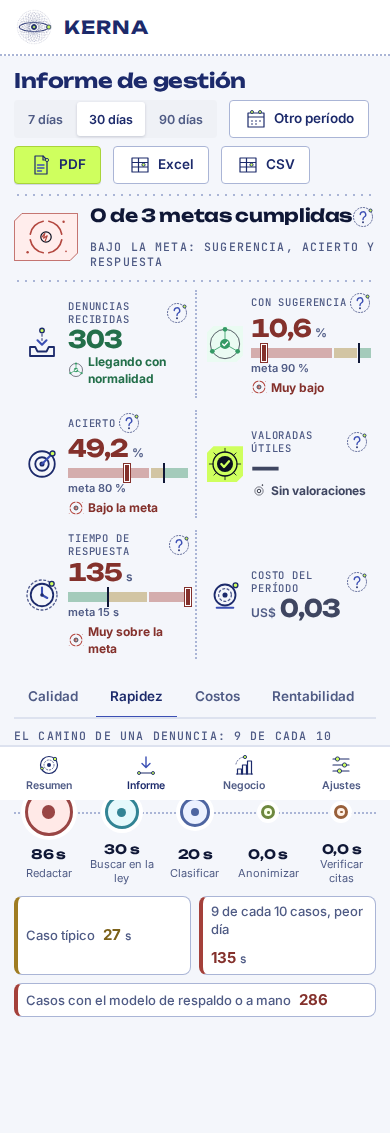 KERNA
Informe de gestión
7 días
30 días
90 días
Otro período
PDF
Excel
CSV
0 de 3 metas cumplidas
BAJO LA META: SUGERENCIA, ACIERTO Y
RESPUESTA
DENUNCIAS
RECIBIDAS
303
Llegando con
normalidad
CON SUGERENCIA
10,6 %
meta 90 %
Muy bajo
ACIERTO
49,2 %
meta 80 %
Bajo la meta
VALORADAS
ÚTILES
—
Sin valoraciones
TIEMPO DE
RESPUESTA
135 s
meta 15 s
Muy sobre la
meta
COSTO DEL
PERÍODO
US$ 0,03
Calidad
Rapidez
Costos
Rentabilidad
EL CAMINO DE UNA DENUNCIA: 9 DE CADA 10
Resumen
Informe
Negocio
Ajustes
86 s
Redactar
30 s
Buscar en la
ley
20 s
Clasificar
0,0 s
Anonimizar
0,0 s
Verificar
citas
Caso típico 27 s
9 de cada 10 casos, peor
día
135 s
Casos con el modelo de respaldo o a mano 286